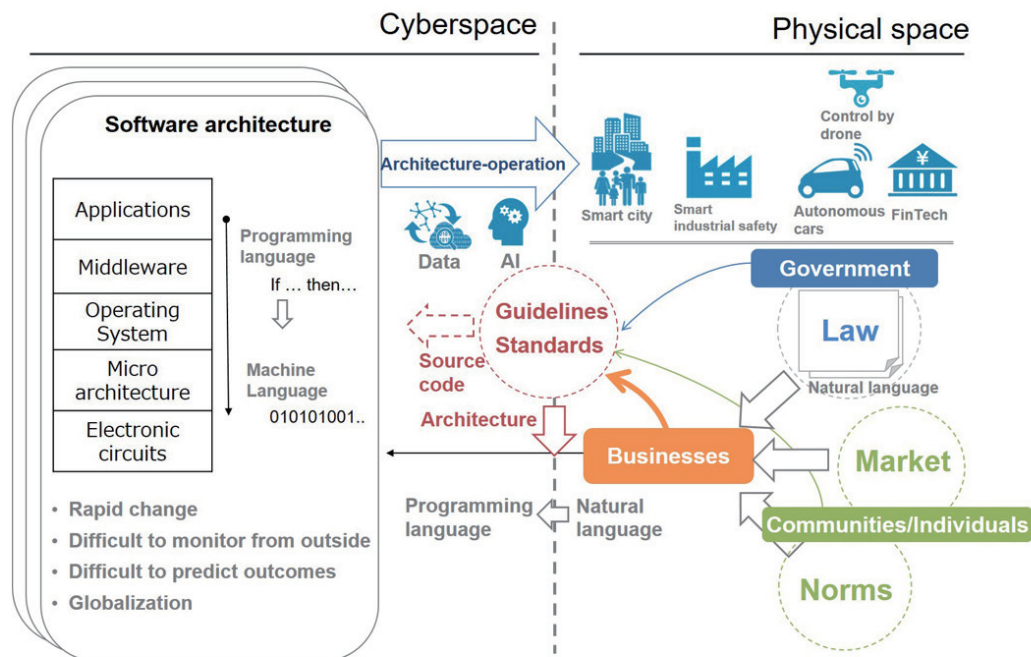 Cyberspace
Physical space
Software architecture
Applications
Middleware
Operating
System
Micro
architecture
Electronic
circuits
Programming
language
If … then…
Machine
Language
010101001..
• Rapid change
• Difficult to monitor from outside
• Difficult to predict outcomes
• Globalization
Architecture-operation
Data
AI
Smart city
Smart
industrial safety
Control by
drone
Autonomous
cars
¥
FinTech
Guidelines
Standards
Source
code
Architecture
Government
Law
Natural language
Businesses
Market
Communities/Individuals
Norms
Programming
language
Natural
language